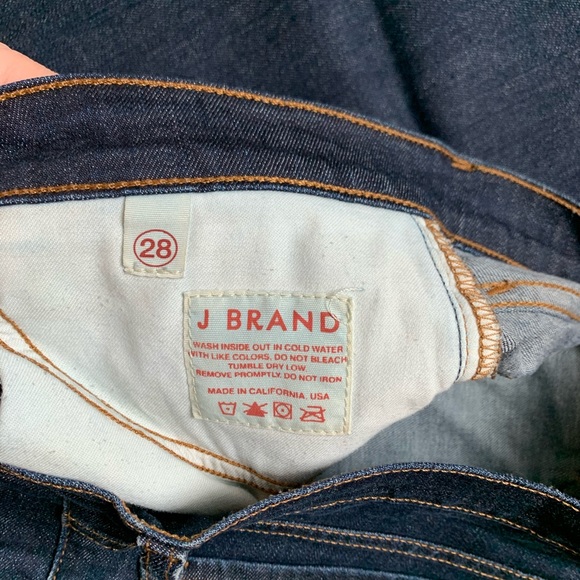 28
J BRAND
WASH INSIDE OUT IN COLD WATER
WITH LIKE COLORS. DO NOT BLEACH
TUMBLE DRY LOW
REMOVE PROMPTLY. DO NOT IRON
MADE IN CALIFORNIA, USA